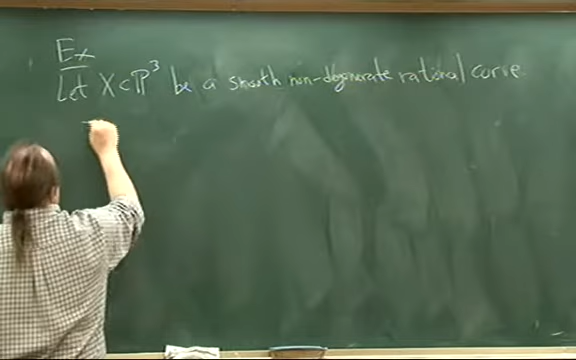 Ex
Let X ⊂ ℙ³ be a smooth non-degenerate rational curve.